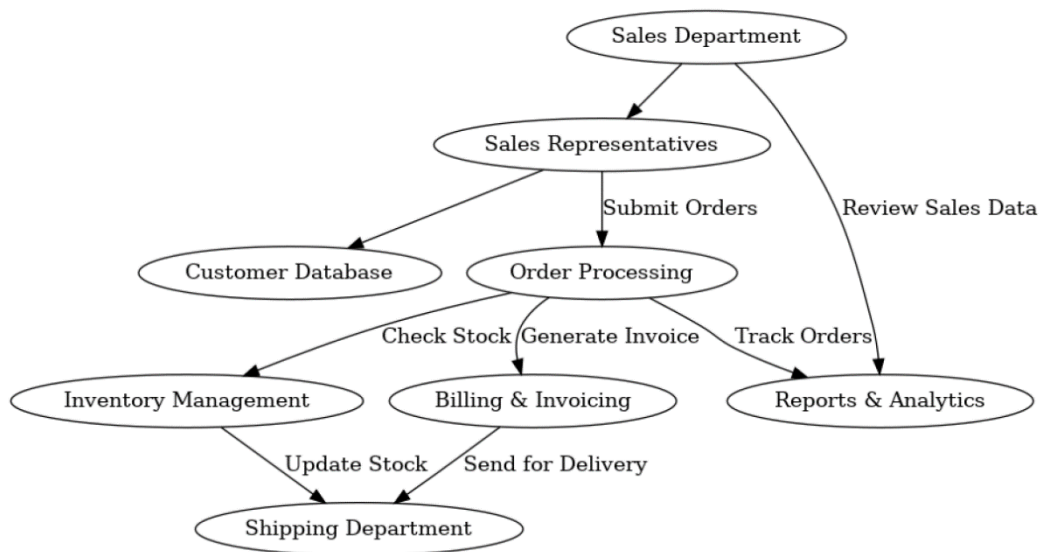 Sales Department
Sales Representatives
Submit Orders
Review Sales Data
Customer Database
Order Processing
Check Stock
Generate Invoice
Track Orders
Inventory Management
Billing & Invoicing
Reports & Analytics
Update Stock
Send for Delivery
Shipping Department